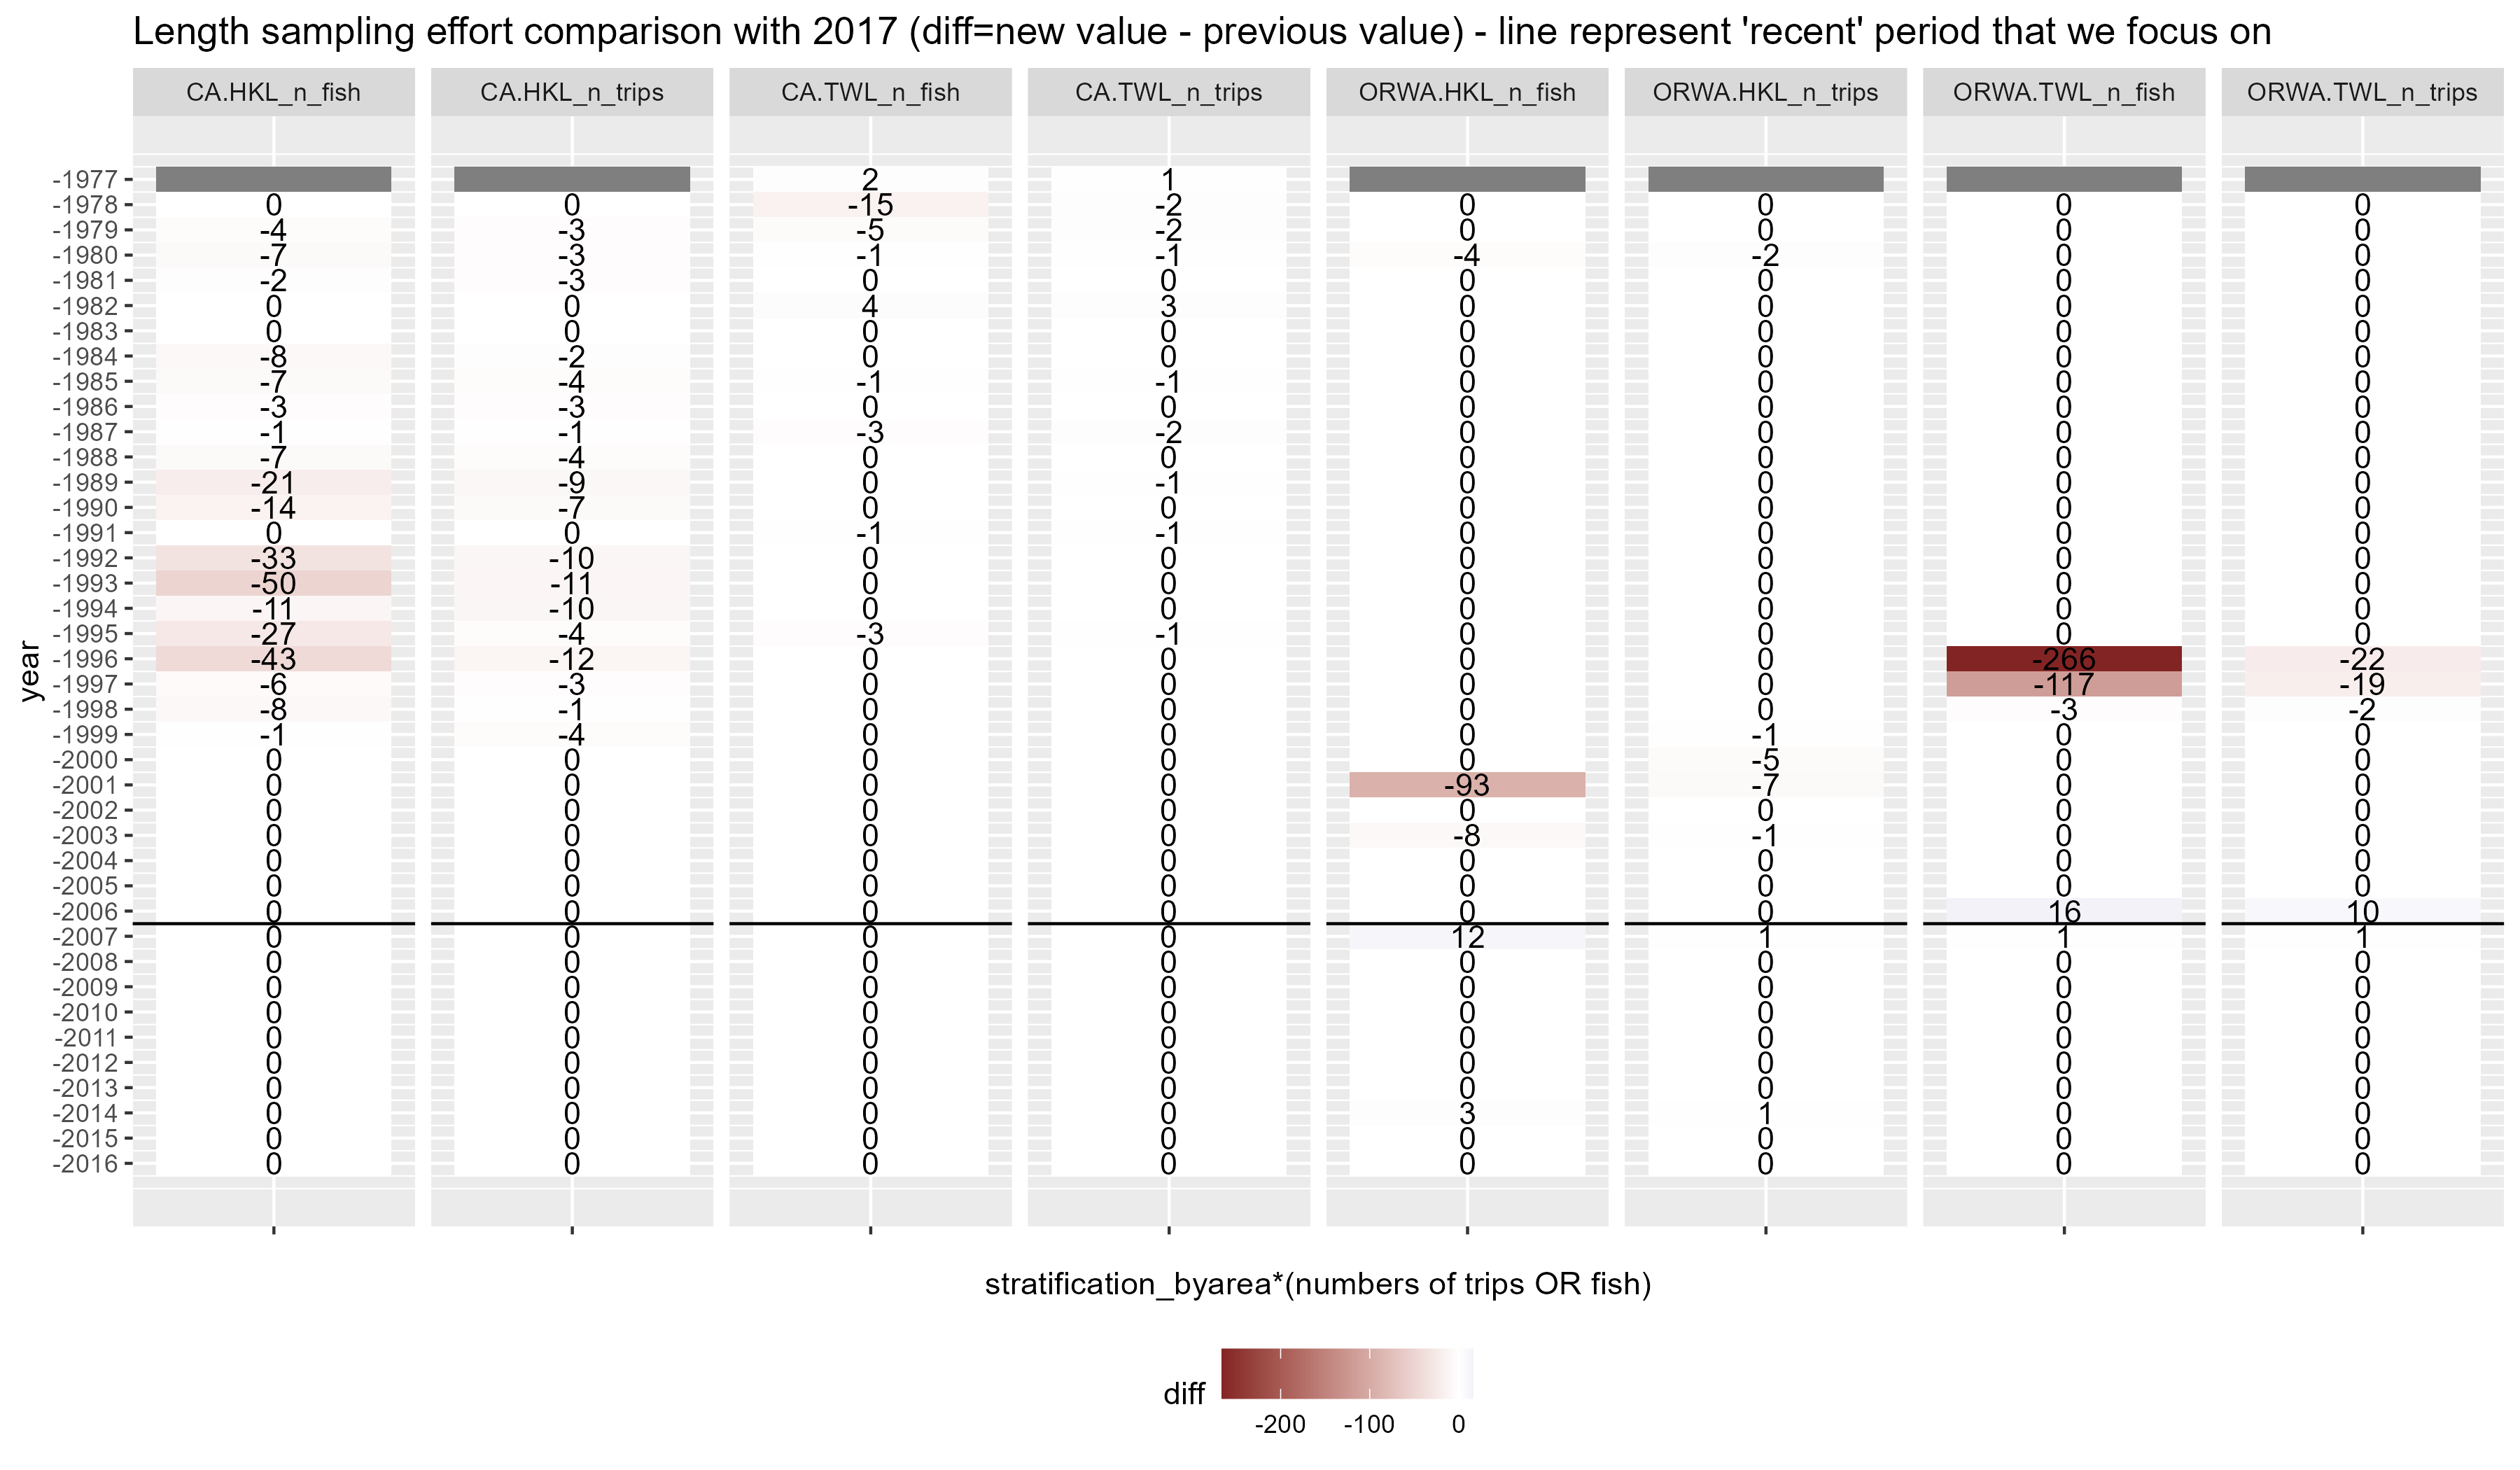 Length sampling effort comparison with 2017 (diff=new value - previous value) - line represent 'recent' period that we focus on
CA.HKL_n_fish CA.HKL_n_trips CA.TWL_n_fish CA.TWL_n_trips ORWA.HKL_n_fish ORWA.HKL_n_trips ORWA.TWL_n_fish ORWA.TWL_n_trips
year
-1977 2 1
-1978 0 0 -15 -2 0 0 0 0
-1979 -4 -3 -5 -2 0 0 0 0
-1980 -7 -3 -1 -1 -4 -2 0 0
-1981 -2 -3 0 0 0 0 0 0
-1982 0 0 4 3 0 0 0 0
-1983 0 0 0 0 0 0 0 0
-1984 -8 -2 0 0 0 0 0 0
-1985 -7 -4 -1 -1 0 0 0 0
-1986 -3 -3 0 0 0 0 0 0
-1987 -1 -1 -3 -2 0 0 0 0
-1988 -7 -4 0 0 0 0 0 0
-1989 -21 -9 0 -1 0 0 0 0
-1990 -14 -7 0 0 0 0 0 0
-1991 0 0 -1 -1 0 0 0 0
-1992 -33 -10 0 0 0 0 0 0
-1993 -50 -11 0 0 0 0 0 0
-1994 -11 -10 0 0 0 0 0 0
-1995 -27 -4 -3 -1 0 0 0 0
-1996 -43 -12 0 0 0 0 -266 -22
-1997 -6 -3 0 0 0 0 -117 -19
-1998 -8 -1 0 0 0 0 -3 -2
-1999 -1 -4 0 0 0 -1 0 0
-2000 0 0 0 0 0 -5 0 0
-2001 0 0 0 0 -93 -7 0 0
-2002 0 0 0 0 0 0 0 0
-2003 0 0 0 0 -8 -1 0 0
-2004 0 0 0 0 0 0 0 0
-2005 0 0 0 0 0 0 0 0
-2006 0 0 0 0 0 0 16 10
-2007 0 0 0 0 12 1 1 1
-2008 0 0 0 0 0 0 0 0
-2009 0 0 0 0 0 0 0 0
-2010 0 0 0 0 0 0 0 0
-2011 0 0 0 0 0 0 0 0
-2012 0 0 0 0 0 0 0 0
-2013 0 0 0 0 0 0 0 0
-2014 0 0 0 0 3 1 0 0
-2015 0 0 0 0 0 0 0 0
-2016 0 0 0 0 0 0 0 0
stratification_byarea*(numbers of trips OR fish)
diff
-200 -100 0